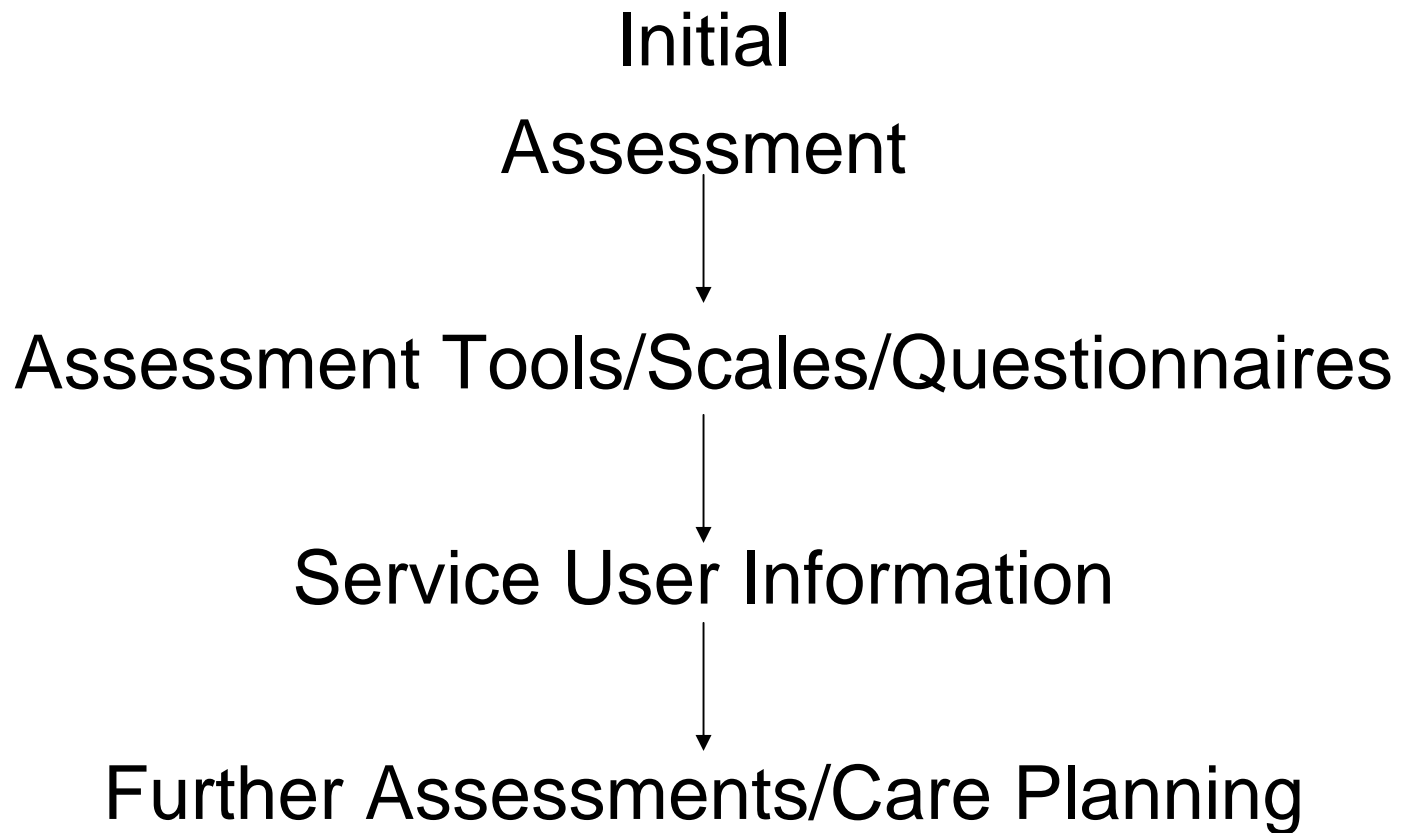 Initial
Assessment
Assessment Tools/Scales/Questionnaires
Service User Information
Further Assessments/Care Planning